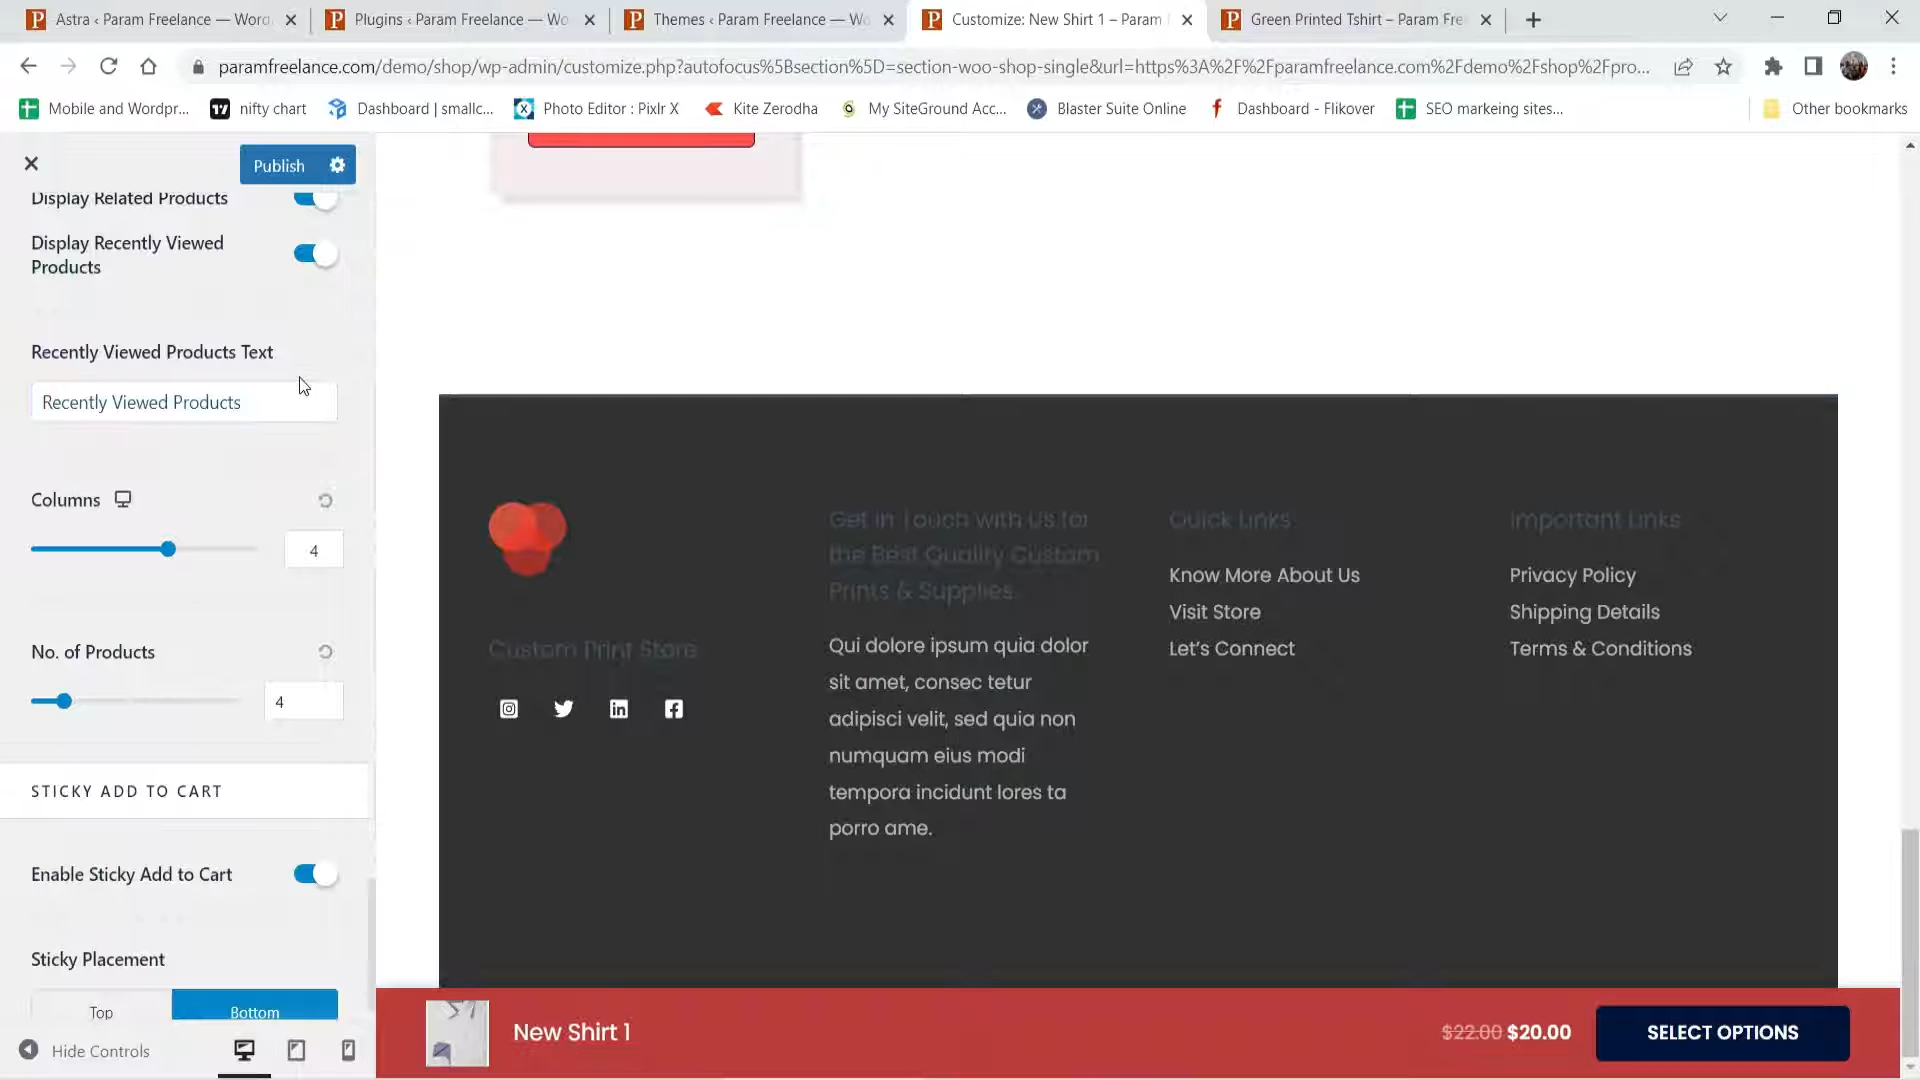 Astra ‹ Param Freelance — Word
Plugins ‹ Param Freelance — Wo
Themes ‹ Param Freelance — Wo
Customize: New Shirt 1 – Param
Green Printed Tshirt – Param Fre
paramfreelance.com/demo/shop/wp-admin/customize.php?autofocus%5Bsection%5D=section-woo-shop-single&url=https%3A%2F%2Fparamfreelance.com%2Fdemo%2Fshop%2Fpro...
Mobile and Wordpr...
nifty chart
Dashboard | smallc...
Photo Editor : Pixlr X
Kite Zerodha
My SiteGround Acc...
Blaster Suite Online
Dashboard - Flikover
SEO markeing sites...
Other bookmarks
Publish
Display Related Products
Display Recently Viewed
Products
Recently Viewed Products Text
Recently Viewed Products
Columns
4
No. of Products
4
STICKY ADD TO CART
Enable Sticky Add to Cart
Sticky Placement
Top
Bottom
Hide Controls
Custom Print Store
Get in Touch with Us for
the Best Quality Custom
Prints & Supplies.
Qui dolore ipsum quia dolor
sit amet, consec tetur
adipisci velit, sed quia non
numquam eius modi
tempora incidunt lores ta
porro ame.
Quick Links
Know More About Us
Visit Store
Let's Connect
Important Links
Privacy Policy
Shipping Details
Terms & Conditions
New Shirt 1
$22.00 $20.00
SELECT OPTIONS